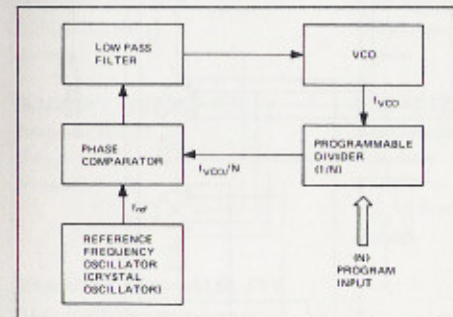 LOW PASS
FILTER
VCO
fVCO
PHASE
COMPARATOR
fVCO/N
PROGRAMMABLE
DIVIDER
(1/N)
fref
REFERENCE
FREQUENCY
OSCILLATOR
(CRYSTAL
OSCILLATOR)
(N)
PROGRAM
INPUT